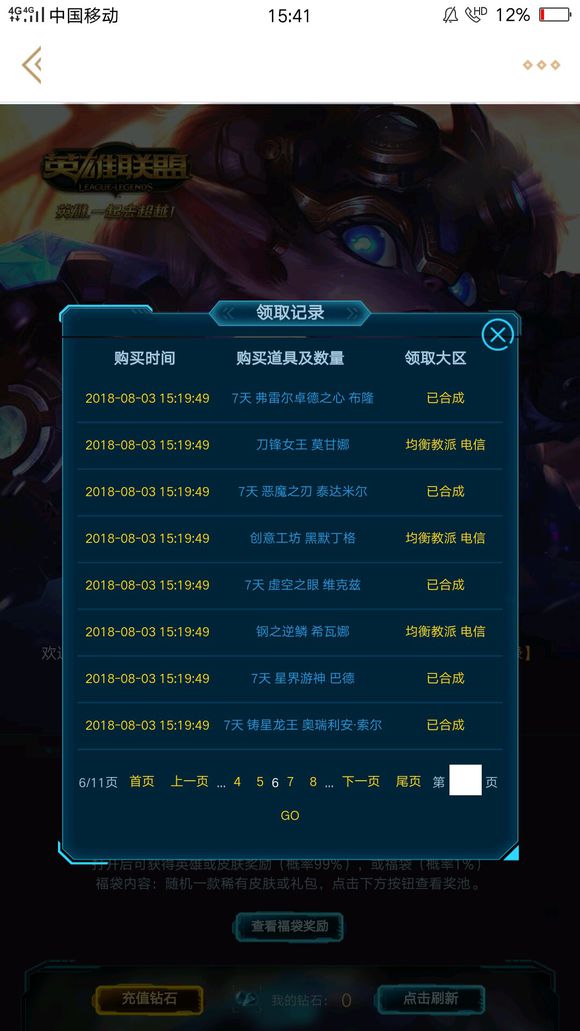 4G 4G 中国移动 15:41 HD 12%
英雄联盟
LEAGUE OF LEGENDS
英雄,一起去超越!
领取记录
购买时间 购买道具及数量 领取大区
2018-08-03 15:19:49 7天 弗雷尔卓德之心 布隆 已合成
2018-08-03 15:19:49 刀锋女王 莫甘娜 均衡教派 电信
2018-08-03 15:19:49 7天 恶魔之刃 泰达米尔 已合成
2018-08-03 15:19:49 创意工坊 黑默丁格 均衡教派 电信
2018-08-03 15:19:49 7天 虚空之眼 维克兹 已合成
2018-08-03 15:19:49 钢之逆鳞 希瓦娜 均衡教派 电信
2018-08-03 15:19:49 7天 星界游神 巴德 已合成
2018-08-03 15:19:49 7天 铸星龙王 奥瑞利安·索尔 已合成
6/11页 首页 上一页 ... 4 5 6 7 8 ... 下一页 尾页 第 页
GO
打开后可获得英雄或皮肤奖励（概率99%），或福袋（概率1%）
福袋内容：随机一款稀有皮肤或礼包，点击下方按钮查看奖池。
查看福袋奖励
充值钻石 我的钻石： 0 点击刷新